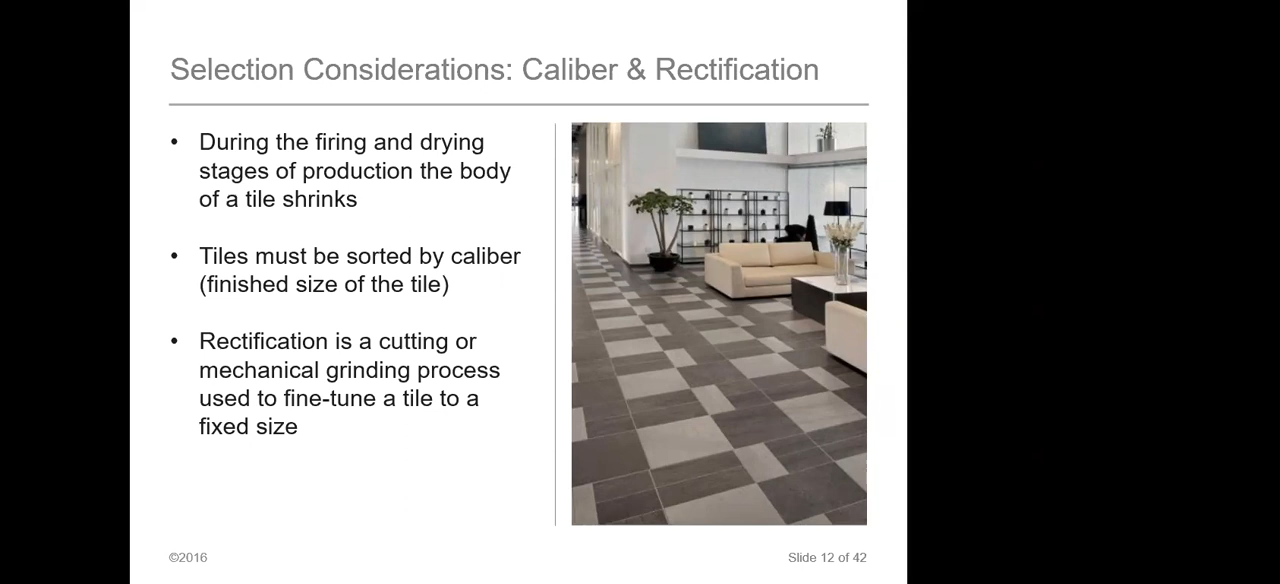 Selection Considerations: Caliber & Rectification
• During the firing and drying
stages of production the body
of a tile shrinks
• Tiles must be sorted by caliber
(finished size of the tile)
• Rectification is a cutting or
mechanical grinding process
used to fine-tune a tile to a
fixed size
©2016
Slide 12 of 42